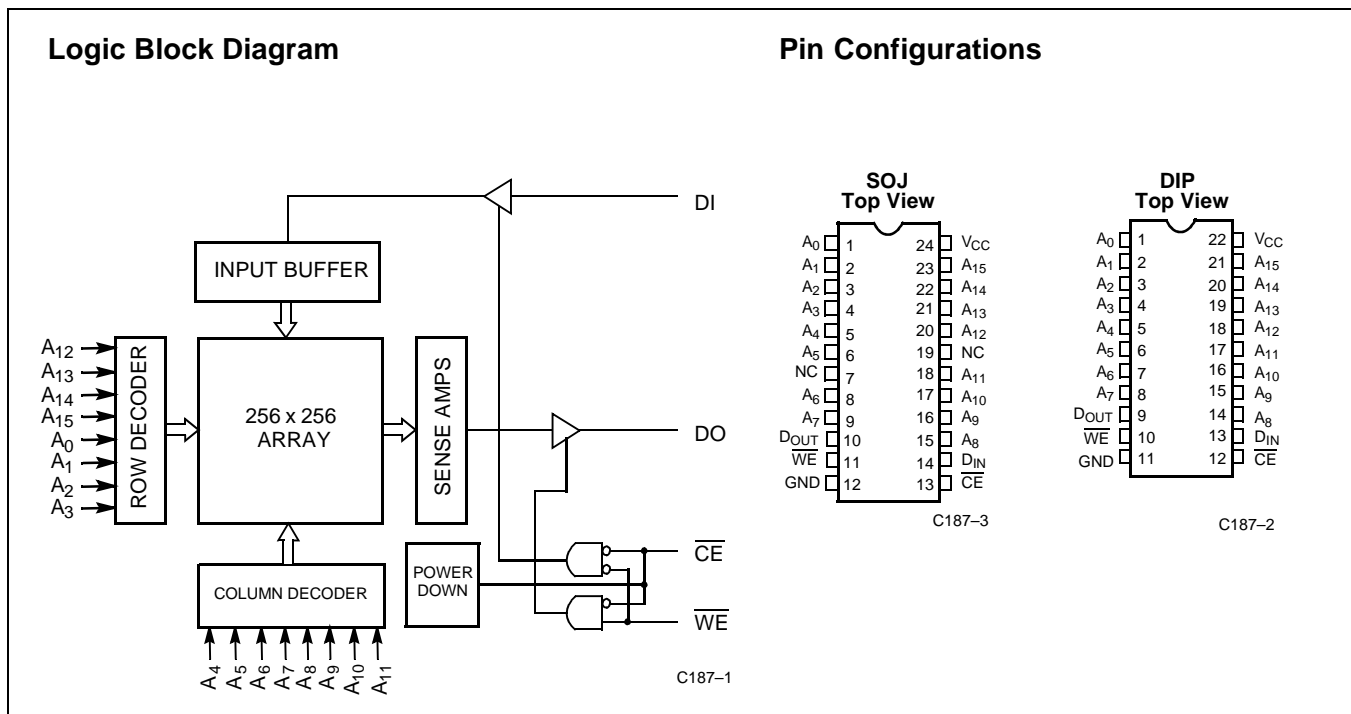 Logic Block Diagram
DI
INPUT BUFFER
A12
A13
A14
A15
A0
A1
A2
A3
ROW DECODER
256 x 256
ARRAY
SENSE AMPS
DO
COLUMN DECODER
POWER
DOWN
CE
WE
A4
A5
A6
A7
A8
A9
A10
A11
C187–1
Pin Configurations
SOJ
Top View
A0 1 24 VCC
A1 2 23 A15
A2 3 22 A14
A3 4 21 A13
A4 5 20 A12
A5 6 19 NC
NC 7 18 A11
A6 8 17 A10
A7 9 16 A9
DOUT 10 15 A8
WE 11 14 DIN
GND 12 13 CE
C187–3
DIP
Top View
A0 1 22 VCC
A1 2 21 A15
A2 3 20 A14
A3 4 19 A13
A4 5 18 A12
A5 6 17 A11
A6 7 16 A10
A7 8 15 A9
DOUT 9 14 A8
WE 10 13 DIN
GND 11 12 CE
C187–2